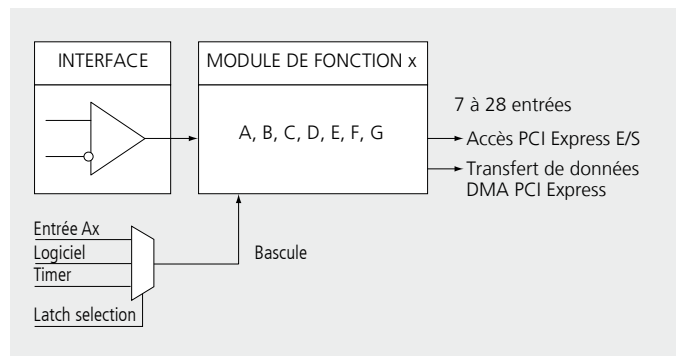 INTERFACE
MODULE DE FONCTION x
A, B, C, D, E, F, G
7 à 28 entrées
Accès PCI Express E/S
Transfert de données
DMA PCI Express
Entrée Ax
Logiciel
Timer
Latch selection
Bascule